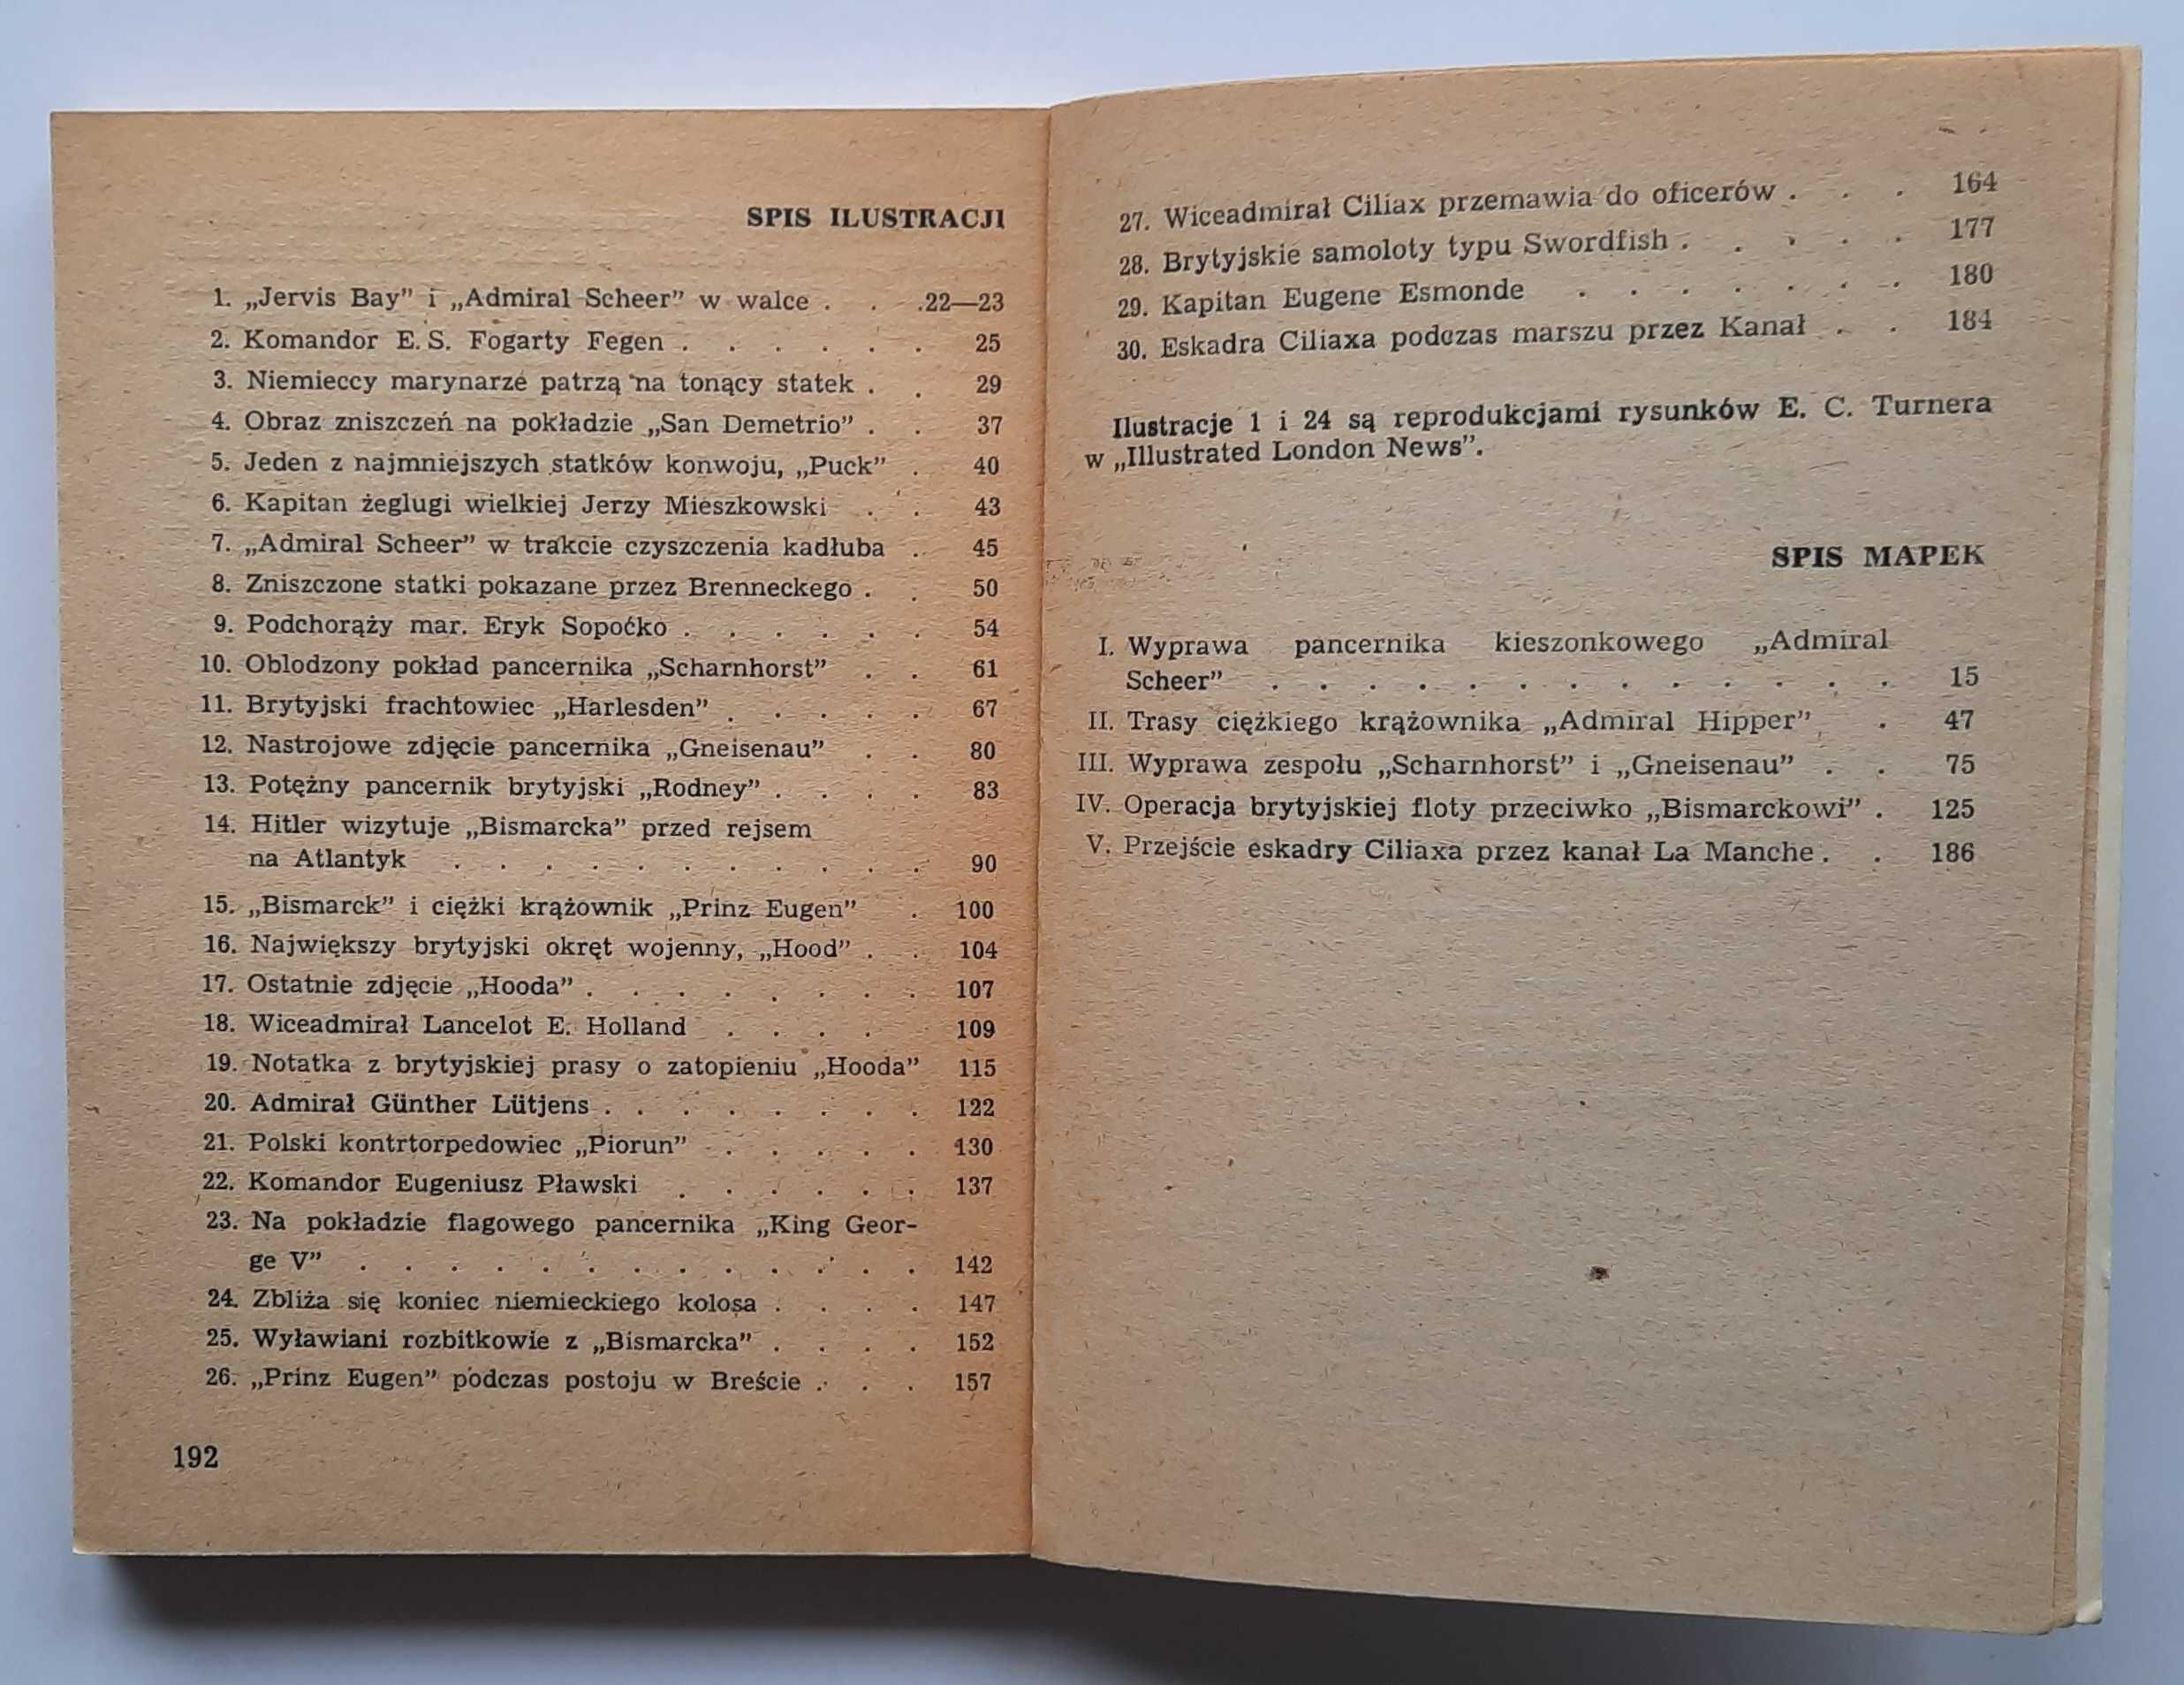 SPIS ILUSTRACJI
1. „Jervis Bay” i „Admiral Scheer” w walce . . .22—23
2. Komandor E. S. Fogarty Fegen . . . . . . 25
3. Niemieccy marynarze patrzą na tonący statek . . 29
4. Obraz zniszczeń na pokładzie „San Demetrio” . . 37
5. Jeden z najmniejszych statków konwoju, „Puck” . 40
6. Kapitan żeglugi wielkiej Jerzy Mieszkowski . . 43
7. „Admiral Scheer” w trakcie czyszczenia kadłuba . 45
8. Zniszczone statki pokazane przez Brenneckego . . 50
9. Podchorąży mar. Eryk Sopoćko . . . . . . 54
10. Oblodzony pokład pancernika „Scharnhorst” . . 61
11. Brytyjski frachtowiec „Harlesden” . . . . . 67
12. Nastrojowe zdjęcie pancernika „Gneisenau” . . 80
13. Potężny pancernik brytyjski „Rodney” . . . . 83
14. Hitler wizytuje „Bismarcka” przed rejsem
na Atlantyk . . . . . . . . . . . 90
15. „Bismarck” i ciężki krążownik „Prinz Eugen” . 100
16. Największy brytyjski okręt wojenny, „Hood” . . 104
17. Ostatnie zdjęcie „Hooda” . . . . . . . . 107
18. Wiceadmirał Lancelot E. Holland . . . . 109
19. Notatka z brytyjskiej prasy o zatopieniu „Hooda” 115
20. Admirał Günther Lütjens . . . . . . . . 122
21. Polski kontrtorpedowiec „Piorun” . . . . . 130
22. Komandor Eugeniusz Pławski . . . . . . 137
23. Na pokładzie flagowego pancernika „King Geor-
ge V” . . . . . . . . . . . . . 142
24. Zbliża się koniec niemieckiego kolosa . . . . 147
25. Wyławiani rozbitkowie z „Bismarcka” . . . . 152
26. „Prinz Eugen” podczas postoju w Breście . . . 157
192
27. Wiceadmirał Ciliax przemawia do oficerów . . . 164
28. Brytyjskie samoloty typu Swordfish . . . . . 177
29. Kapitan Eugene Esmonde . . . . . . . 180
30. Eskadra Ciliaxa podczas marszu przez Kanał . . 184
Ilustracje 1 i 24 są reprodukcjami rysunków E. C. Turnera
w „Illustrated London News”.
SPIS MAPEK
I. Wyprawa pancernika kieszonkowego „Admiral
Scheer” . . . . . . . . . . . . . 15
II. Trasy ciężkiego krążownika „Admiral Hipper” . 47
III. Wyprawa zespołu „Scharnhorst” i „Gneisenau” . . 75
IV. Operacja brytyjskiej floty przeciwko „Bismarckowi” . 125
V. Przejście eskadry Ciliaxa przez kanał La Manche . . 186